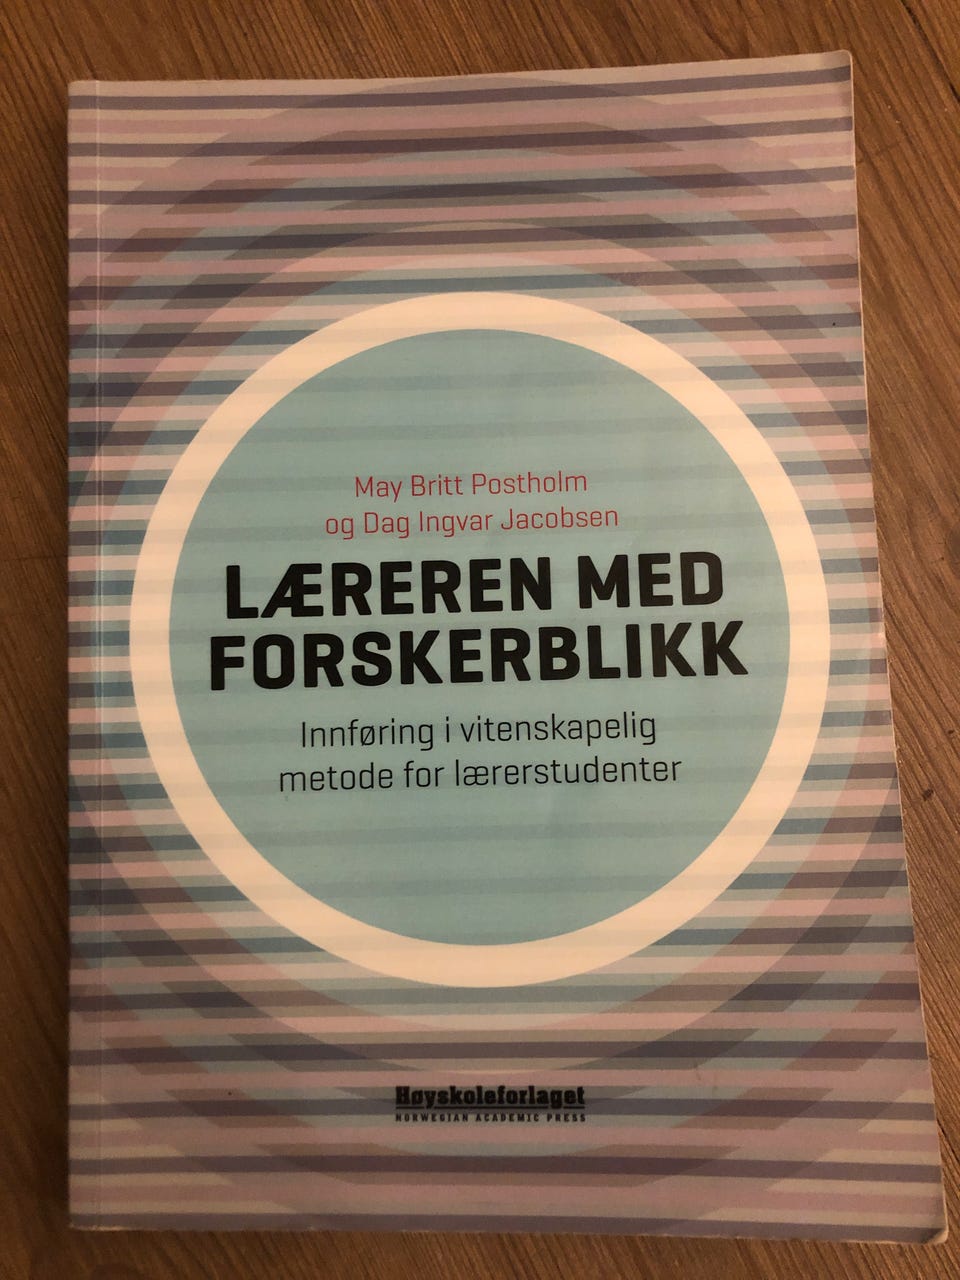 May Britt Postholm
og Dag Ingvar Jacobsen
LÆREREN MED
FORSKERBLIKK
Innføring i vitenskapelig
metode for lærerstudenter
Høyskoleforlaget
NORWEGIAN ACADEMIC PRESS